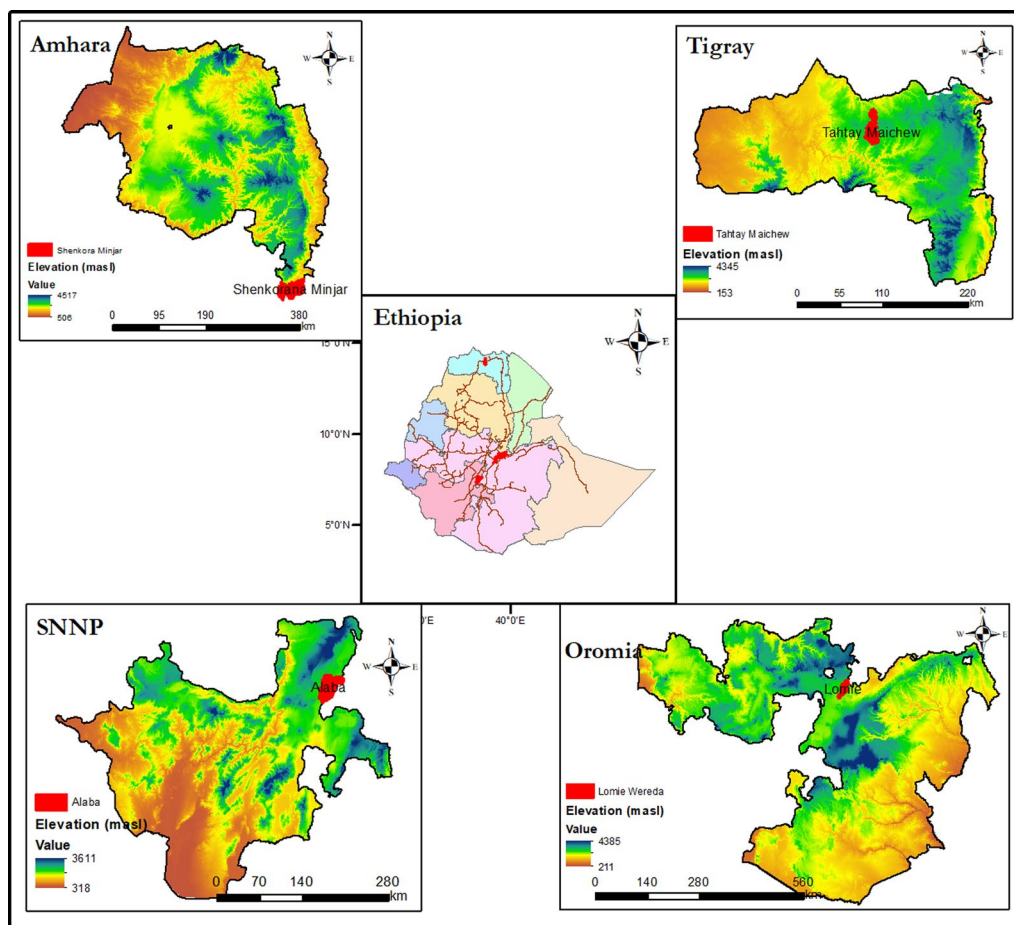 Amhara
N
W E
S
Shenkora Minjar
Elevation (masl)
Value
4517
506
Shenkorana Minjar
0 95 190 380
km
Tigray
N
W E
S
Tahtay Maichew
Tahtay Maichew
Elevation (masl)
4345
153
0 55 110 220
km
Ethiopia
N
W E
S
15°0'N
10°0'N
5°0'N
0°E 40°0'E
SNNP
N
W E
S
Alaba
Alaba
Elevation (masl)
Value
3611
318
0 70 140 280
km
Oromia
N
W E
S
Lomie
Lomie Wereda
Elevation (masl)
Value
4385
211
0 140 280 560
km